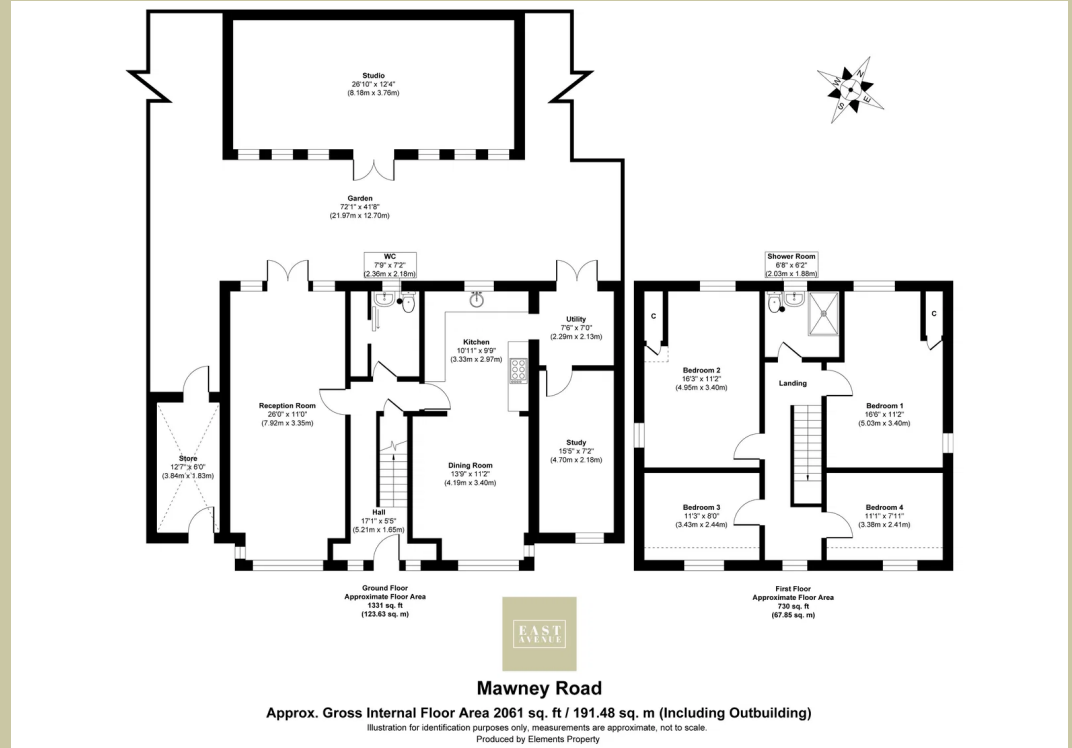 Studio
26'10" x 12'4"
(8.18m x 3.76m)
N
W
C
E
S
Garden
72'1" x 41'8"
(21.97m x 12.70m)
WC
7'9" x 7'2"
(2.36m x 2.18m)
Shower Room
6'8" x 6'2"
(2.03m x 1.88m)
Utility
7'6" x 7'0"
(2.29m x 2.13m)
C
C
Kitchen
10'11" x 9'9"
(3.33m x 2.97m)
Bedroom 2
16'3" x 11'2"
(4.95m x 3.40m)
Landing
Reception Room
26'0" x 11'0"
(7.92m x 3.35m)
Bedroom 1
16'6" x 11'2"
(5.03m x 3.40m)
Store
12'7" x 6'0"
(3.84m x 1.83m)
Study
15'5" x 7'2"
(4.70m x 2.18m)
Dining Room
13'9" x 11'2"
(4.19m x 3.40m)
Hall
17'1" x 5'5"
(5.21m x 1.65m)
Bedroom 3
11'3" x 8'0"
(3.43m x 2.44m)
Bedroom 4
11'1" x 7'11"
(3.38m x 2.41m)
Ground Floor
Approximate Floor Area
1331 sq. ft
(123.63 sq. m)
First Floor
Approximate Floor Area
730 sq. ft
(67.85 sq. m)
EAST
AVENUE
Mawney Road
Approx. Gross Internal Floor Area 2061 sq. ft / 191.48 sq. m (Including Outbuilding)
Illustration for identification purposes only, measurements are approximate, not to scale.
Produced by Elements Property